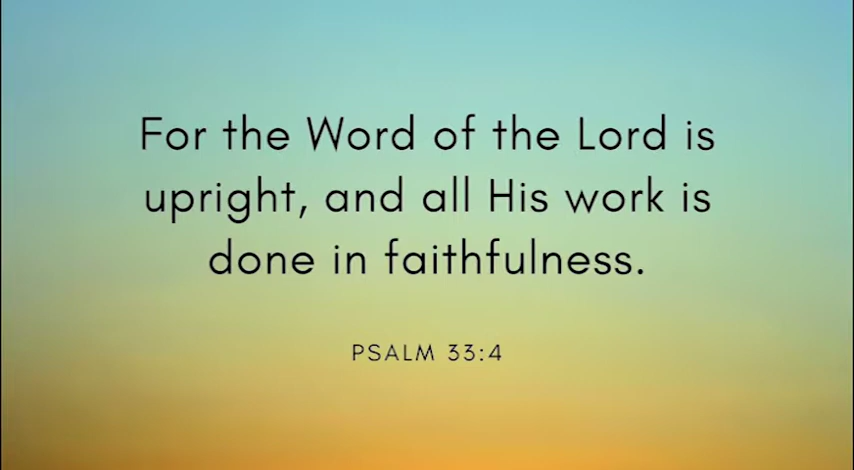 For the Word of the Lord is
upright, and all His work is
done in faithfulness.
PSALM 33:4